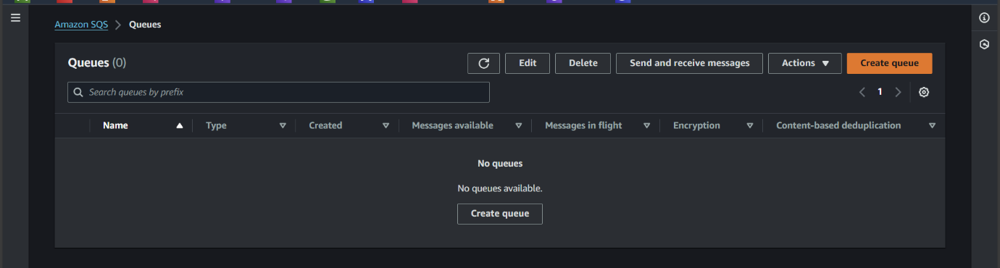 Amazon SQS Queues
Queues (0) Edit Delete Send and receive messages Actions Create queue
Search queues by prefix 1
Name Type Created Messages available Messages in flight Encryption Content-based deduplication
No queues
No queues available.
Create queue